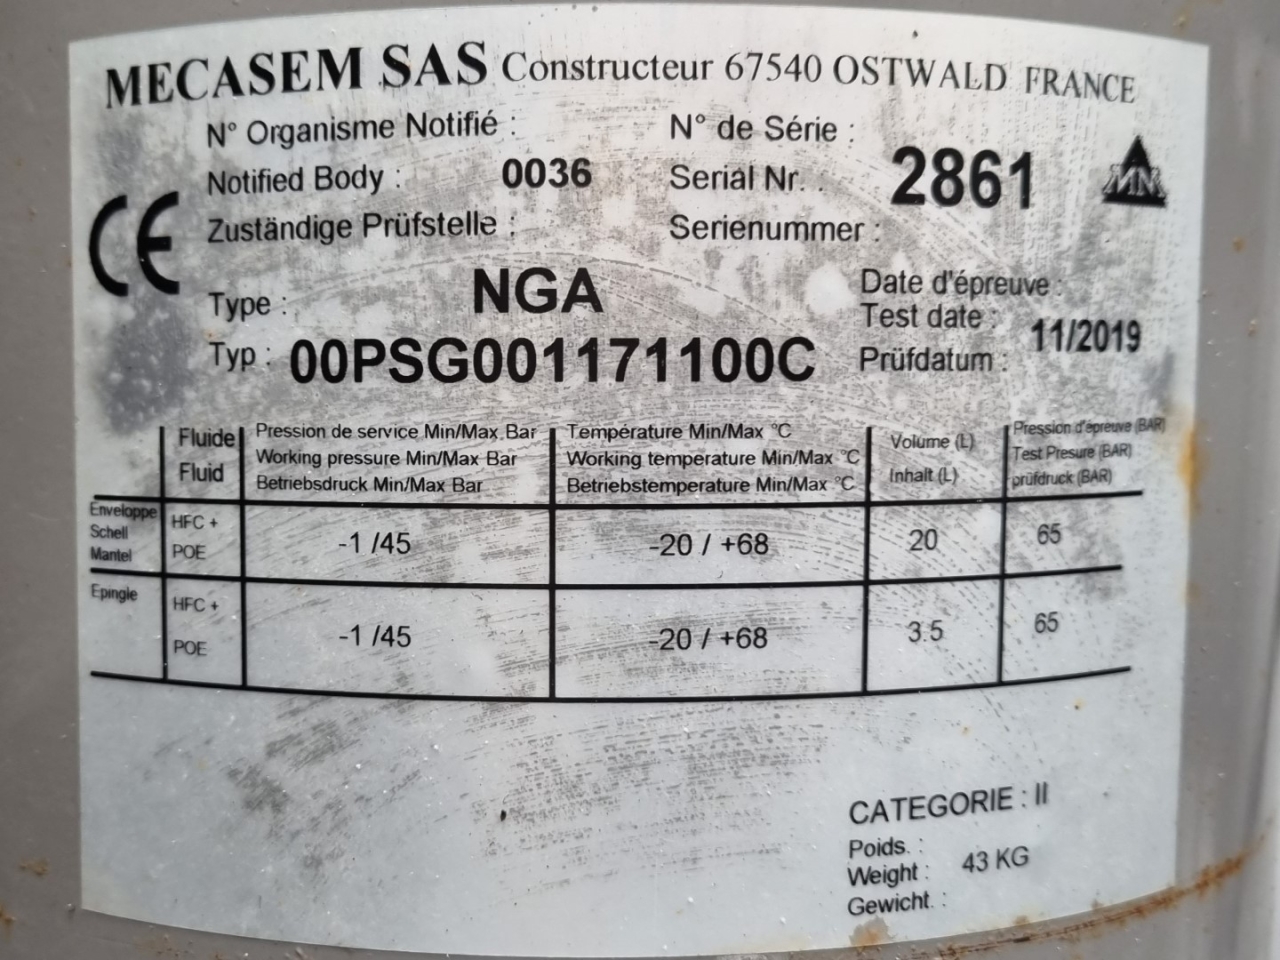 MECASEM SAS Constructeur 67540 OSTWALD FRANCE
N° Organisme Notifié :
Notified Body : 0036
Zuständige Prüfstelle :
N° de Série :
Serial Nr. : 2861
Serienummer :
MN
CE
Type : NGA
Typ : 00PSG001171100C
Date d'épreuve :
Test date : 11/2019
Prüfdatum :
Fluide
Fluid
Pression de service Min/Max Bar
Working pressure Min/Max Bar
Betriebsdruck Min/Max Bar
Température Min/Max °C
Working temperature Min/Max °C
Betriebstemperature Min/Max °C
Volume (L)
Inhalt (L)
Pression d'épreuve (BAR)
Test Presure (BAR)
prüfdruck (BAR)
Enveloppe
Schell
Mantel
HFC +
POE
-1 /45
-20 / +68
20
65
Epingle
HFC +
POE
-1 /45
-20 / +68
3.5
65
CATEGORIE : II
Poids. :
Weight : 43 KG
Gewicht. :